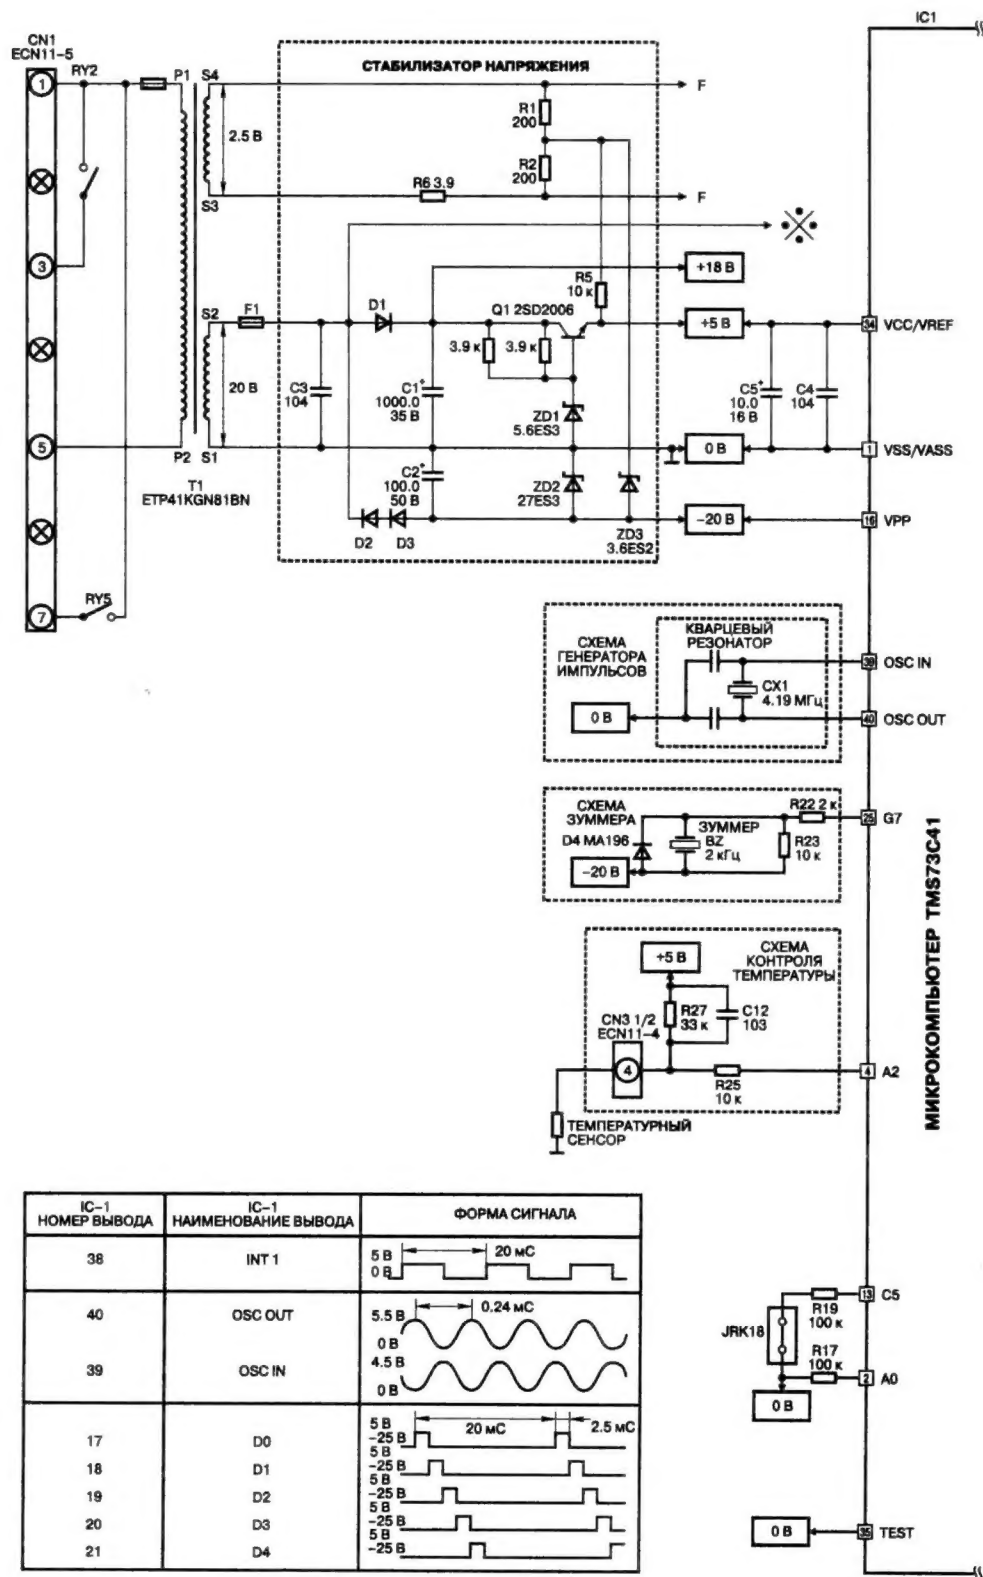 IC1
CN1
ECN11-5
RY2
P1
S4
1
2.5 В
S3
3
S2
F1
20 В
5
P2
S1
T1
ETP41KGN81BN
7
RY5
СТАБИЛИЗАТОР НАПРЯЖЕНИЯ
F
R1
200
R2
200
R6 3.9
F
R5
10 к
+18 В
D1
Q1 2SD2006
+5 В
34
VCC/VREF
3.9 к
3.9 к
C3
104
C1
+
1000.0
35 В
ZD1
5.6ES3
C5
+
10.0
16 В
C4
104
0 В
1
VSS/VASS
C2
+
100.0
50 В
ZD2
27ES3
D2
D3
ZD3
3.6ES2
−20 В
16
VPP
СХЕМА
ГЕНЕРАТОРА
ИМПУЛЬСОВ
КВАРЦЕВЫЙ
РЕЗОНАТОР
39
OSC IN
CX1
4.19 МГц
0 В
40
OSC OUT
СХЕМА
ЗУММЕРА
R22 2 к
25
G7
D4 MA196
ЗУММЕР
BZ
2 кГц
R23
10 к
−20 В
СХЕМА
КОНТРОЛЯ
ТЕМПЕРАТУРЫ
+5 В
CN3 1/2
ECN11-4
R27
33 к
C12
103
4
R25
10 к
4
A2
ТЕМПЕРАТУРНЫЙ
СЕНСОР
МИКРОКОМПЬЮТЕР TMS73C41
13
C5
R19
100 к
JRK18
R17
100 к
2
A0
0 В
0 В
35
TEST
IC-1
НОМЕР ВЫВОДА
IC-1
НАИМЕНОВАНИЕ ВЫВОДА
ФОРМА СИГНАЛА
38
INT 1
5 В
0 В
20 мС
40
OSC OUT
5.5 В
0 В
0.24 мС
39
OSC IN
4.5 В
0 В
17
D0
5 В
−25 В
20 мС
2.5 мС
18
D1
5 В
−25 В
19
D2
5 В
−25 В
20
D3
5 В
−25 В
21
D4
5 В
−25 В